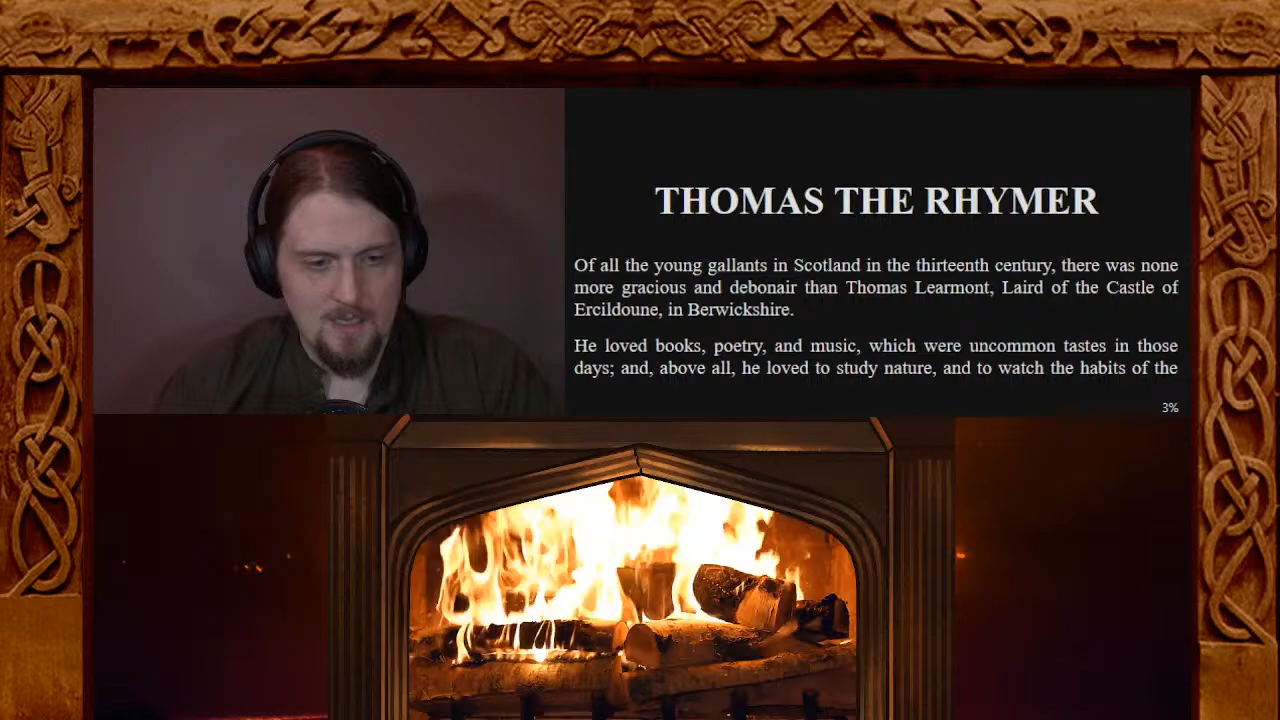 THOMAS THE RHYMER
Of all the young gallants in Scotland in the thirteenth century, there was none
more gracious and debonair than Thomas Learmont, Laird of the Castle of
Ercildoune, in Berwickshire.
He loved books, poetry, and music, which were uncommon tastes in those
days; and, above all, he loved to study nature, and to watch the habits of the
3%